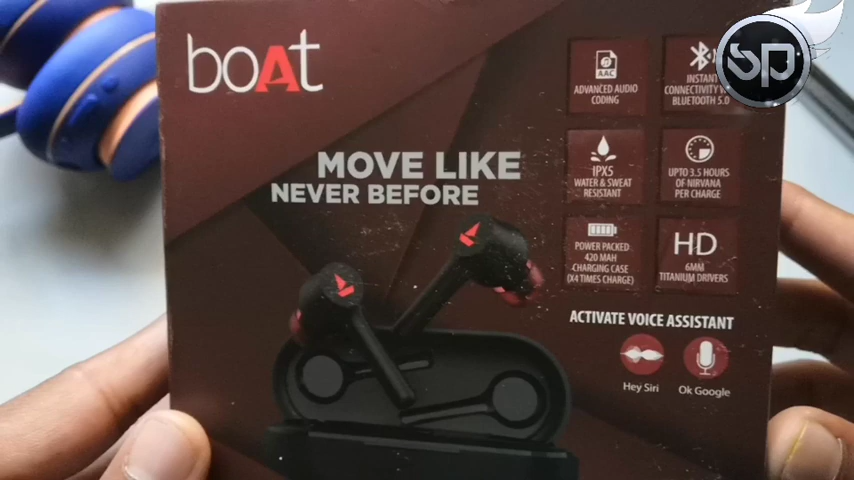 boAt
MOVE LIKE
NEVER BEFORE
AAC
ADVANCED AUDIO
CODING
INSTANT
CONNECTIVITY
BLUETOOTH 5.0
IPX5
WATER & SWEAT
RESISTANT
UPTO 3.5 HOURS
OF NIRVANA
PER CHARGE
POWER PACKED
420 MAH
CHARGING CASE
(X4 TIMES CHARGE)
HD
6MM
TITANIUM DRIVERS
ACTIVATE VOICE ASSISTANT
Hey Siri
Ok Google
SP